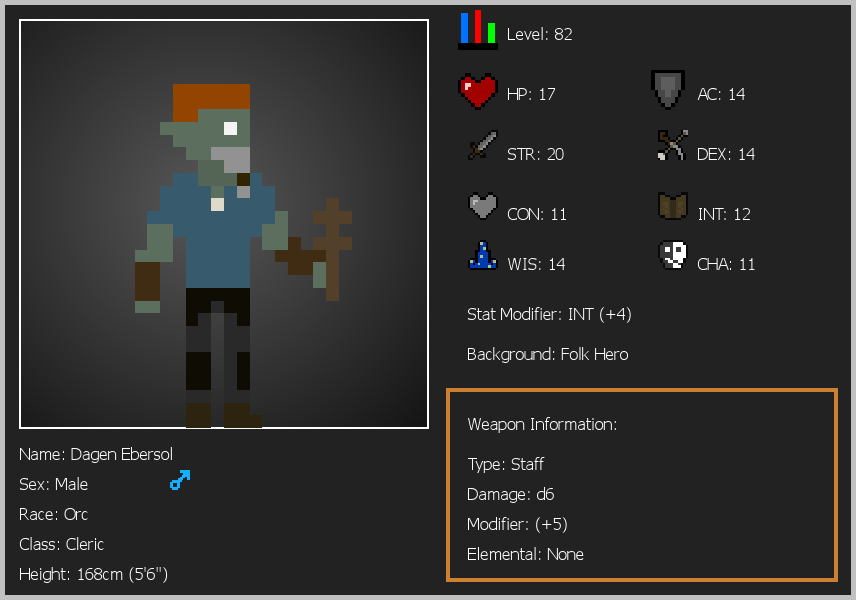 Level: 82
HP: 17
AC: 14
STR: 20
DEX: 14
CON: 11
INT: 12
WIS: 14
CHA: 11
Stat Modifier: INT (+4)
Background: Folk Hero
Weapon Information:
Type: Staff
Damage: d6
Modifier: (+5)
Elemental: None
Name: Dagen Ebersol
Sex: Male
Race: Orc
Class: Cleric
Height: 168cm (5'6")